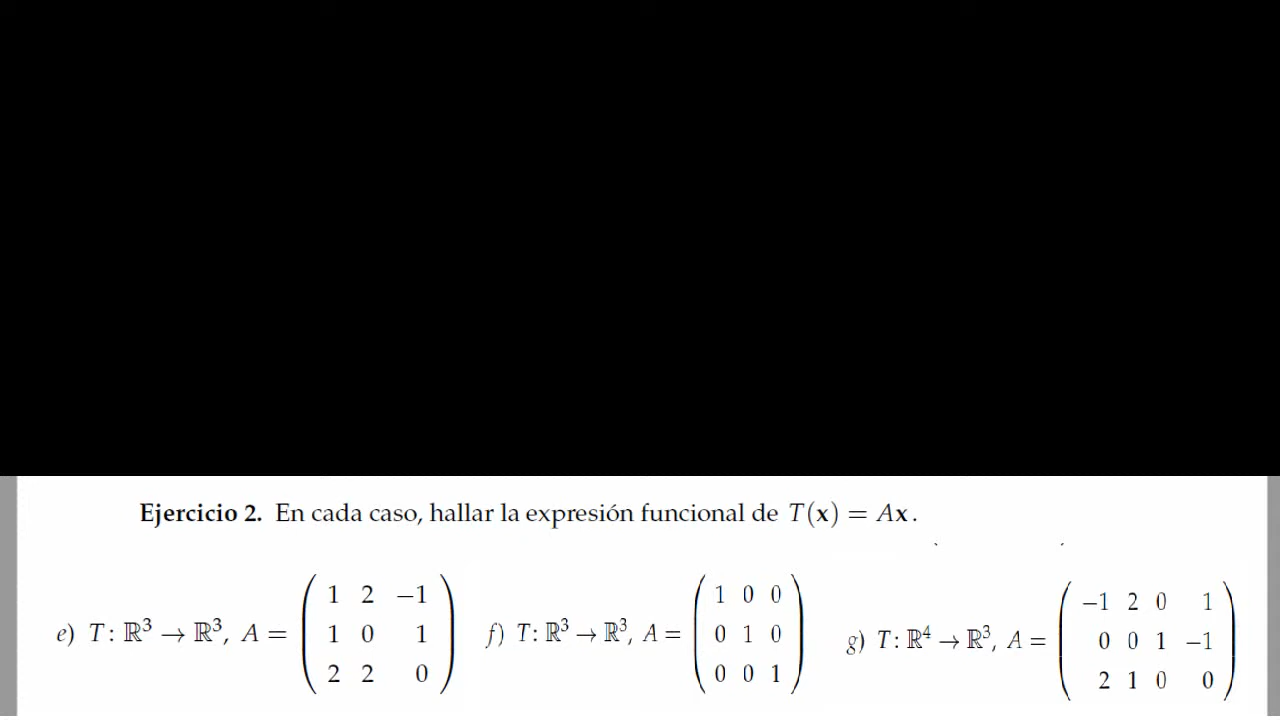 Ejercicio 2. En cada caso, hallar la expresión funcional de T(x) = Ax.
e) T: ℝ³ → ℝ³, A = ( 1 2 −1
1 0 1
2 2 0 )
f) T: ℝ³ → ℝ³, A = ( 1 0 0
0 1 0
0 0 1 )
g) T: ℝ⁴ → ℝ³, A = ( −1 2 0 1
0 0 1 −1
2 1 0 0 )